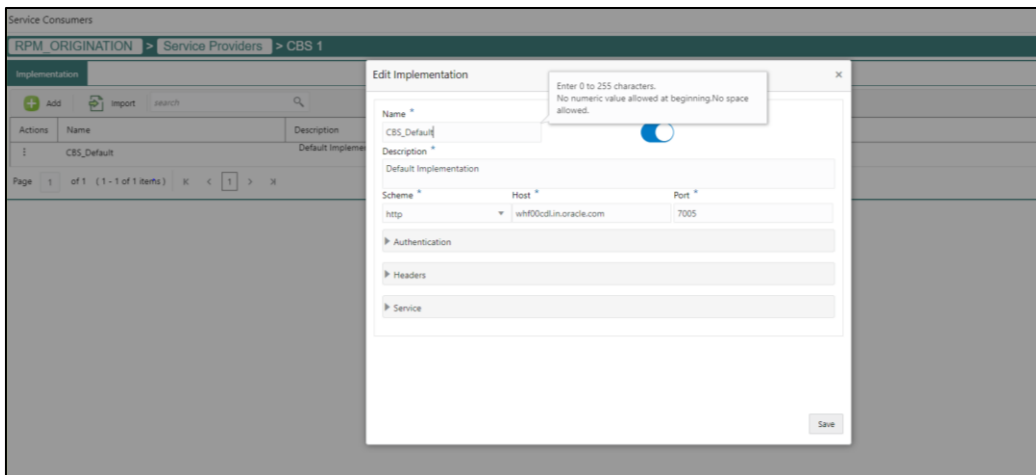 Service Consumers
RPM_ORIGINATION > Service Providers > CBS 1
Implementation
Add Import search
Actions Name Description
CBS_Default Default Impleme
Page 1 of 1 (1 - 1 of 1 items) K < 1 > >|
Edit Implementation ×
Enter 0 to 255 characters.
No numeric value allowed at beginning.No space
allowed.
Name *
CBS_Default
Description *
Default Implementation
Scheme * Host * Port *
http whf00cdl.in.oracle.com 7005
Authentication
Headers
Service
Save